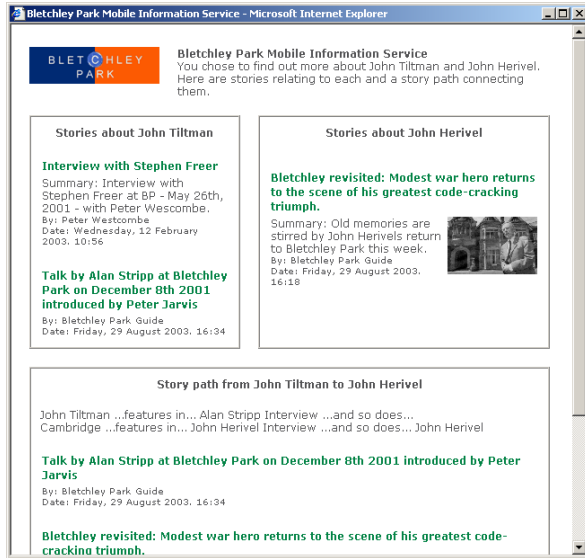 Bletchley Park Mobile Information Service - Microsoft Internet Explorer
BLETCHLEY
PARK
Bletchley Park Mobile Information Service
You chose to find out more about John Tiltman and John Herivel.
Here are stories relating to each and a story path connecting
them.
Stories about John Tiltman
Interview with Stephen Freer
Summary: Interview with
Stephen Freer at BP - May 26th,
2001 - with Peter Wescombe.
By: Peter Westcombe
Date: Wednesday, 12 February
2003. 10:56
Talk by Alan Stripp at Bletchley
Park on December 8th 2001
introduced by Peter Jarvis
By: Bletchley Park Guide
Date: Friday, 29 August 2003. 16:34
Stories about John Herivel
Bletchley revisited: Modest war hero returns
to the scene of his greatest code-cracking
triumph.
Summary: Old memories are
stirred by John Herivels return
to Bletchley Park this week.
By: Bletchley Park Guide
Date: Friday, 29 August 2003.
16:18
Story path from John Tiltman to John Herivel
John Tiltman ...features in... Alan Stripp Interview ...and so does...
Cambridge ...features in... John Herivel Interview ...and so does... John Herivel
Talk by Alan Stripp at Bletchley Park on December 8th 2001 introduced by Peter
Jarvis
By: Bletchley Park Guide
Date: Friday, 29 August 2003. 16:34
Bletchley revisited: Modest war hero returns to the scene of his greatest code-
cracking triumph.